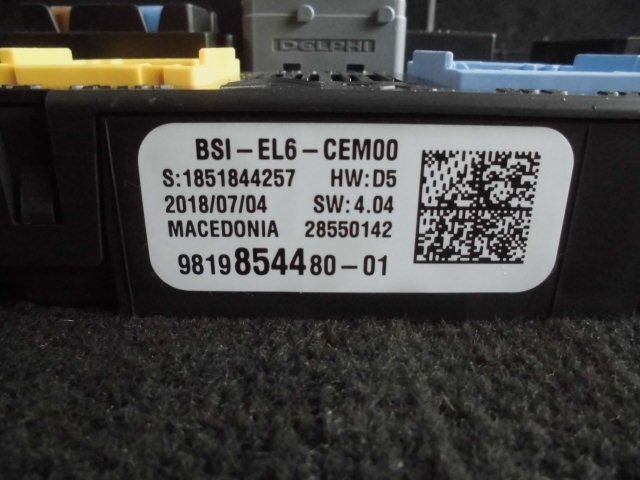 DELPHI
BSI-EL6-CEM00
S:1851844257 HW:D5
2018/07/04 SW:4.04
MACEDONIA 28550142
9819854480-01